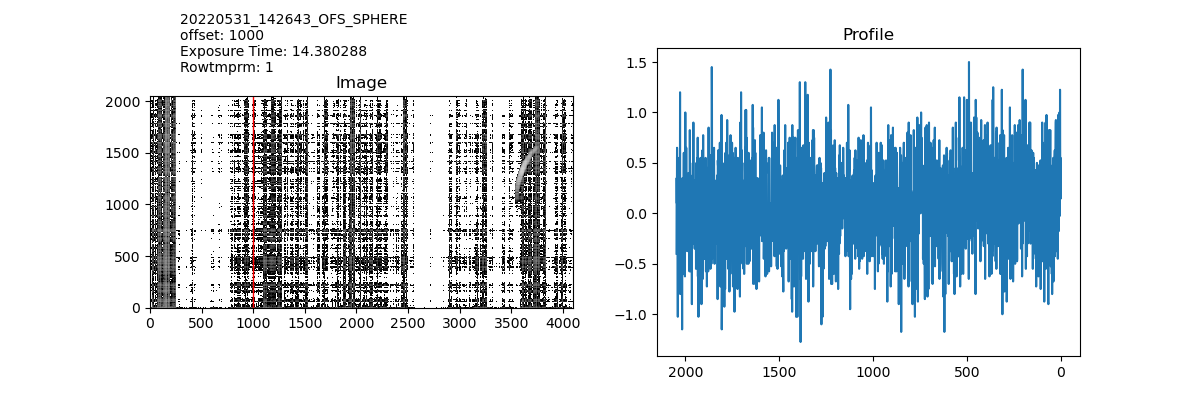 20220531_142643_OFS_SPHERE
offset: 1000
Exposure Time: 14.380288
Rowtmprm: 1
Image
2000
1500
1000
500
0
0 500 1000 1500 2000 2500 3000 3500 4000
Profile
1.5
1.0
0.5
0.0
−0.5
−1.0
2000 1500 1000 500 0